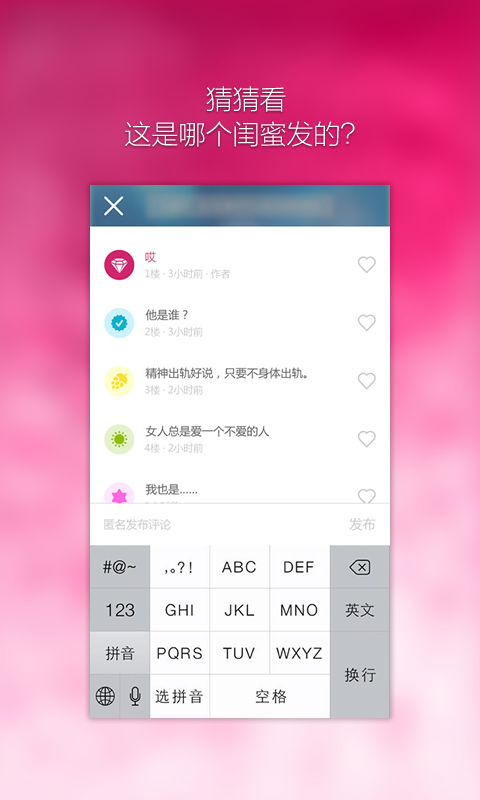 猜猜看
这是哪个闺蜜发的?
哎
1楼 · 3小时前 · 作者
他是谁？
2楼 · 3小时前
精神出轨好说，只要不身体出轨。
3楼 · 2小时前
女人总是爱一个不爱的人
4楼 · 2小时前
我也是......
匿名发布评论 发布
#@~ ,。?! ABC DEF
123 GHI JKL MNO 英文
拼音 PQRS TUV WXYZ 换行
选拼音 空格